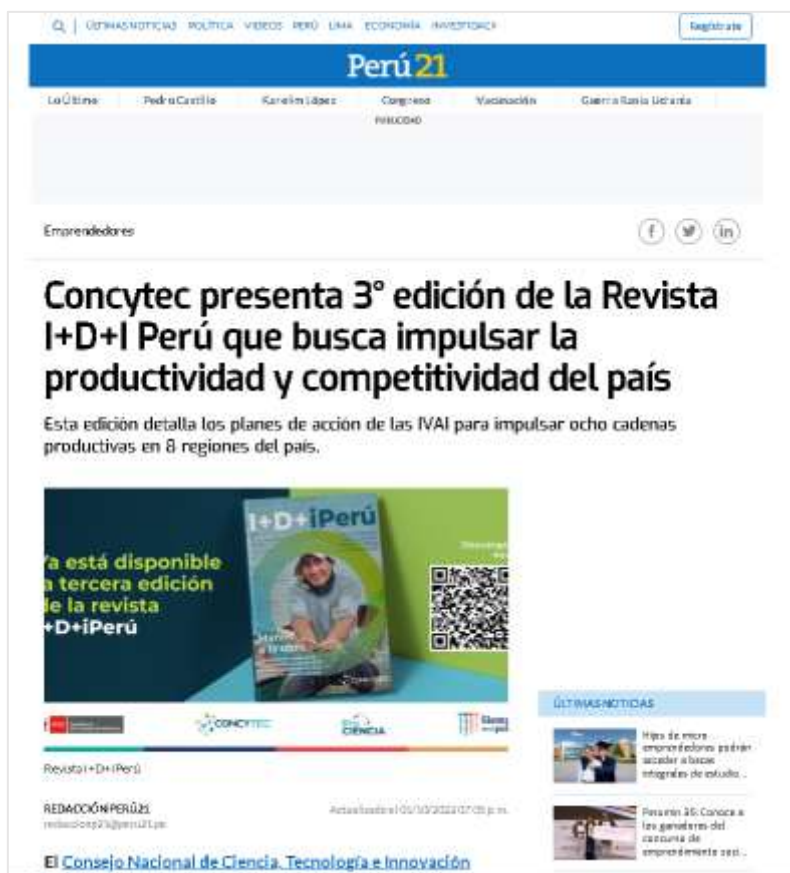 ÚLTIMAS NOTICIAS POLÍTICA VIDEOS PERÚ LIMA ECONOMÍA
Regístrate
Perú21
Lo Último Pedro Castillo Karelim López Congreso Vacunación Guerra Rusia Ucrania
PUBLICIDAD
Emprendedores
Concytec presenta 3° edición de la Revista
I+D+I Perú que busca impulsar la
productividad y competitividad del país
Esta edición detalla los planes de acción de las IVAI para impulsar ocho cadenas
productivas en 8 regiones del país.
I+D+iPerú
Ya está disponible
a tercera edición
de la revista
+D+iPerú
CONCYTEC
CIENCIA
ÚLTIMAS NOTICIAS
Revista I+D+IPerú
Hijos de micro
emprendedores podrán
acceder a becas
integrales de estudio...
REDACCIÓN PERÚ21
redaccionp21@peru21.pe
Perumin 35: Conoce a
los ganadores del
concurso de
emprendimiento soci...
El Consejo Nacional de Ciencia, Tecnología e Innovación